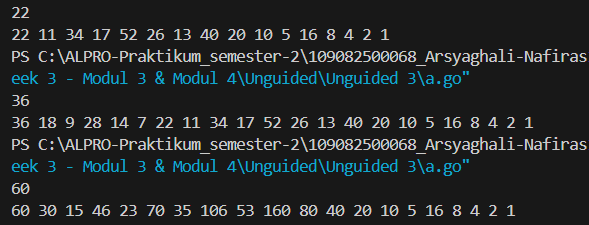 22
22 11 34 17 52 26 13 40 20 10 5 16 8 4 2 1
PS C:\ALPRO-Praktikum_semester-2\109082500068_Arsyaghali-Nafiras
eek 3 - Modul 3 & Modul 4\Unguided\Unguided 3\a.go"
36
36 18 9 28 14 7 22 11 34 17 52 26 13 40 20 10 5 16 8 4 2 1
PS C:\ALPRO-Praktikum_semester-2\109082500068_Arsyaghali-Nafiras
eek 3 - Modul 3 & Modul 4\Unguided\Unguided 3\a.go"
60
60 30 15 46 23 70 35 106 53 160 80 40 20 10 5 16 8 4 2 1